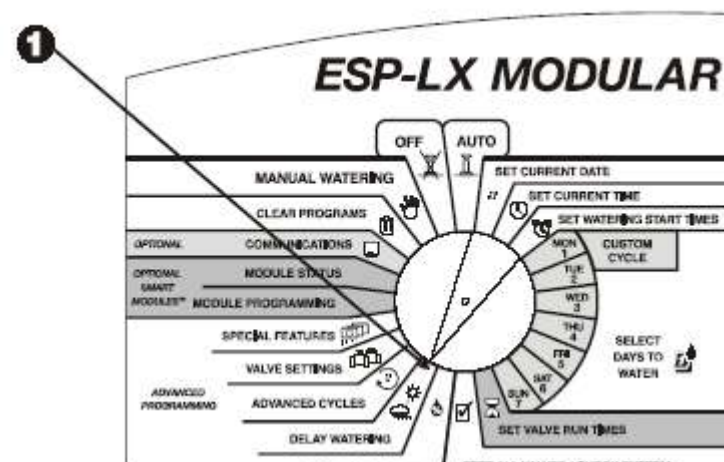 1
ESP-LX MODULAR
OFF
AUTO
MANUAL WATERING
SET CURRENT DATE
CLEAR PROGRAMS
SET CURRENT TIME
SET WATERING START TIMES
OPTIONAL
COMMUNICATIONS
MON
1
CUSTOM
CYCLE
OPTIONAL
SMART
MODULES™
MODULE STATUS
TUE
2
MODULE PROGRAMMING
WED
3
SPECIAL FEATURES
THU
4
SELECT
DAYS TO
WATER
VALVE SETTINGS
FRI
5
ADVANCED
PROGRAMMING
ADVANCED CYCLES
SAT
6
SUN
7
DELAY WATERING
SET VALVE RUN TIMES